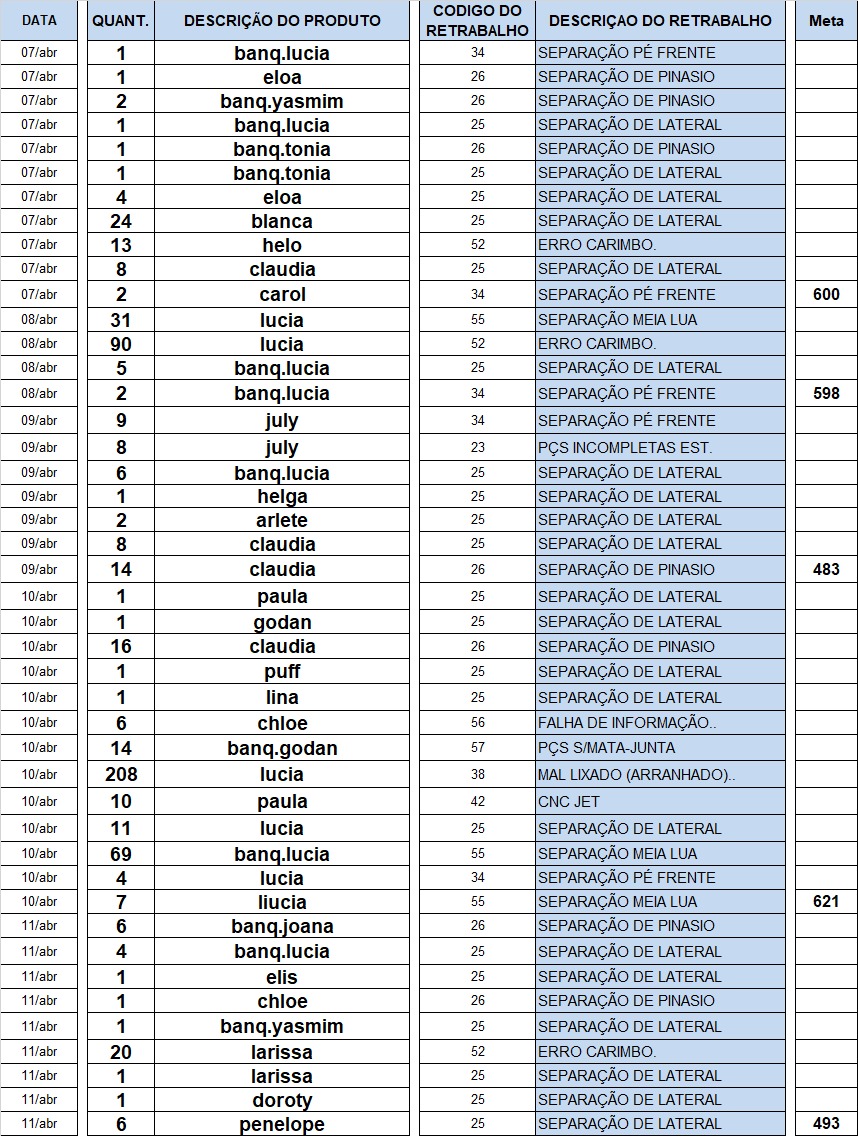 DATA QUANT. DESCRIÇÃO DO PRODUTO CODIGO DO RETRABALHO DESCRIÇAO DO RETRABALHO Meta
07/abr 1 banq.lucia 34 SEPARAÇÃO PÉ FRENTE
07/abr 1 eloa 26 SEPARAÇÃO DE PINASIO
07/abr 2 banq.yasmim 26 SEPARAÇÃO DE PINOSIO
07/abr 1 banq.lucia 25 SEPARAÇÃO DE LATERAL
07/abr 1 banq.tonia 26 SEPARAÇÃO DE PINASIO
07/abr 1 banq.tonia 25 SEPARAÇÃO DE LATERAL
07/abr 4 eloa 25 SEPARAÇÃO DE LATERAL
07/abr 24 blanca 25 SEPARAÇÃO DE LATERAL
07/abr 13 helo 52 ERRO CARIMBO.
07/abr 8 claudia 25 SEPARAÇÃO DE LATERAL
07/abr 2 carol 34 SEPARAÇÃO PÉ FRENTE 600
08/abr 31 lucia 55 SEPARAÇÃO MEIA LUA
08/abr 90 lucia 52 ERRO CARIMBO.
08/abr 5 banq.lucia 25 SEPARAÇÃO DE LATERAL
08/abr 2 banq.lucia 34 SEPARAÇÃO PÉ FRENTE 598
09/abr 9 july 34 SEPARAÇÃO PÉ FRENTE
09/abr 8 july 23 PÇS INCOMPLETAS EST.
09/abr 6 banq.lucia 25 SEPARAÇÃO DE LATERAL
09/abr 1 helga 25 SEPARAÇÃO DE LATERAL
09/abr 2 arlete 25 SEPARAÇÃO DE LATERAL
09/abr 8 claudia 25 SEPARAÇÃO DE LATERAL
09/abr 14 claudia 26 SEPARAÇÃO DE PINASIO 483
10/abr 1 paula 25 SEPARAÇÃO DE LATERAL
10/abr 1 godan 25 SEPARAÇÃO DE LATERAL
10/abr 16 claudia 26 SEPARAÇÃO DE PINASIO
10/abr 1 puff 25 SEPARAÇÃO DE LATERAL
10/abr 1 lina 25 SEPARAÇÃO DE LATERAL
10/abr 6 chloe 56 FALHA DE INFORMAÇÃO..
10/abr 14 banq.godan 57 PÇS S/MATA-JUNTA
10/abr 208 lucia 38 MAL LIXADO (ARRANHADO)..
10/abr 10 paula 42 CNC JET
10/abr 11 lucia 25 SEPARAÇÃO DE LATERAL
10/abr 69 banq.lucia 55 SEPARAÇÃO MEIA LUA
10/abr 4 lucia 34 SEPARAÇÃO PÉ FRENTE
10/abr 7 liucia 55 SEPARAÇÃO MEIA LUA 621
11/abr 6 banq.joana 26 SEPARAÇÃO DE PINASIO
11/abr 4 banq.lucia 25 SEPARAÇÃO DE LATERAL
11/abr 1 elis 25 SEPARAÇÃO DE LATERAL
11/abr 1 chloe 26 SEPARAÇÃO DE PINASIO
11/abr 1 banq.yasmim 25 SEPARAÇÃO DE LATERAL
11/abr 20 larissa 52 ERRO CARIMBO.
11/abr 1 larissa 25 SEPARAÇÃO DE LATERAL
11/abr 1 doroty 25 SEPARAÇÃO DE LATERAL
11/abr 6 penelope 25 SEPARAÇÃO DE LATERAL 493